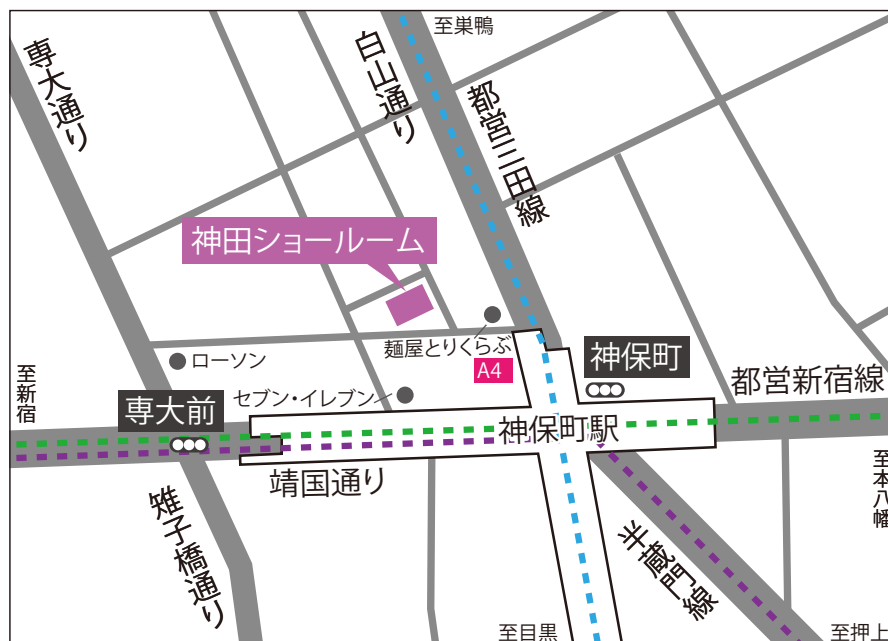 至巣鴨
専大通り
白山通り
都営三田線
神田ショールーム
麺屋とりくらぶ
ローソン
A4
神保町
至新宿
セブン・イレブン
専大前
都営新宿線
神保町駅
靖国通り
至本八幡
雉子橋通り
半蔵門線
至目黒
至押上